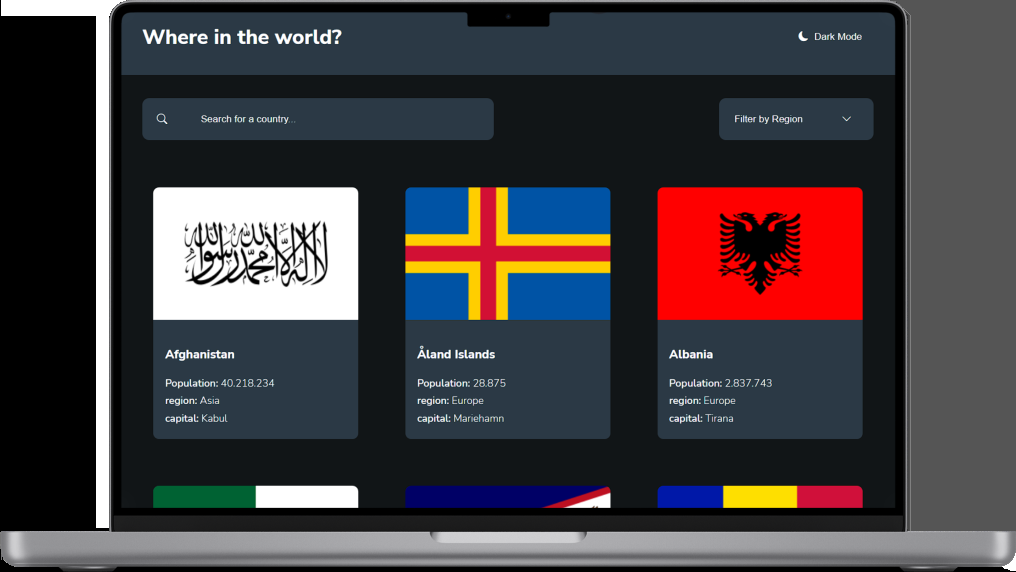 Where in the world?
Dark Mode
Search for a country...
Filter by Region
لا إله إلا الله محمد رسول الله
Afghanistan
Population: 40.218.234
region: Asia
capital: Kabul
Åland Islands
Population: 28.875
region: Europe
capital: Mariehamn
Albania
Population: 2.837.743
region: Europe
capital: Tirana